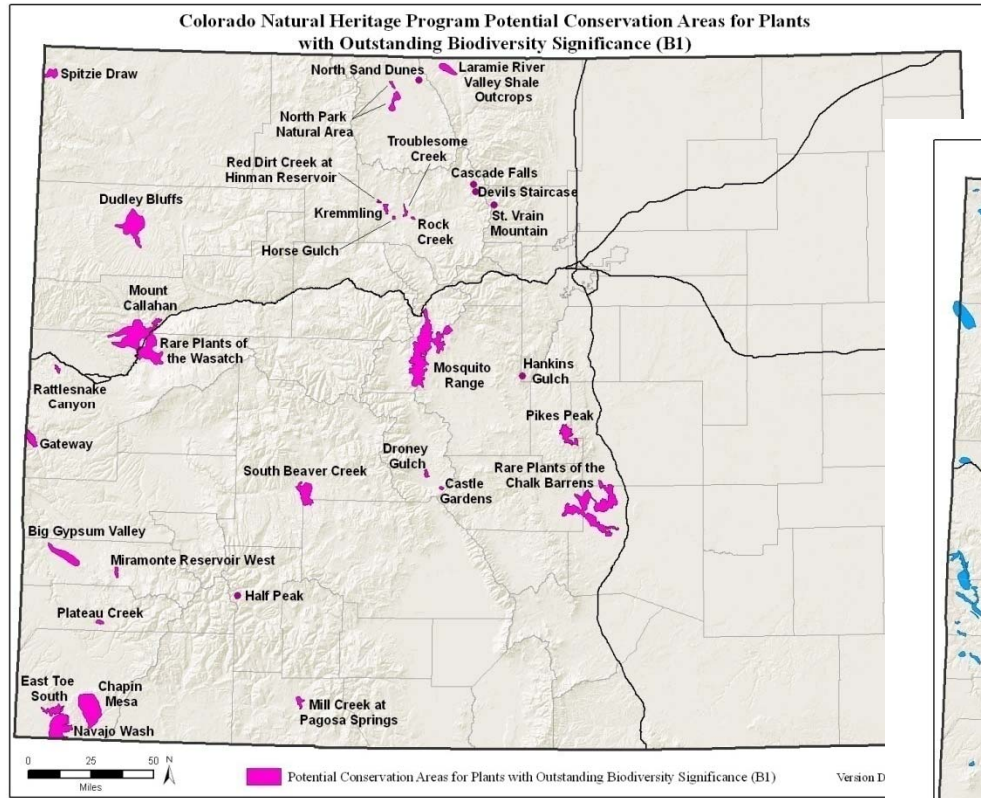 Colorado Natural Heritage Program Potential Conservation Areas for Plants
with Outstanding Biodiversity Significance (B1)
Spitzie Draw
North Sand Dunes
Laramie River
Valley Shale
Outcrops
North Park
Natural Area
Troublesome
Creek
Red Dirt Creek at
Hinman Reservoir
Cascade Falls
Devils Staircase
St. Vrain
Mountain
Dudley Bluffs
Kremmling
Rock
Creek
Horse Gulch
Mount
Callahan
Rare Plants of
the Wasatch
Mosquito
Range
Hankins
Gulch
Rattlesnake
Canyon
Pikes Peak
Gateway
Droney
Gulch
South Beaver Creek
Rare Plants of the
Chalk Barrens
Castle
Gardens
Big Gypsum Valley
Miramonte Reservoir West
Half Peak
Plateau Creek
East Toe
South
Chapin
Mesa
Mill Creek at
Pagosa Springs
Navajo Wash
0 25 50
Miles
N
Potential Conservation Areas for Plants with Outstanding Biodiversity Significance (B1)
Version D